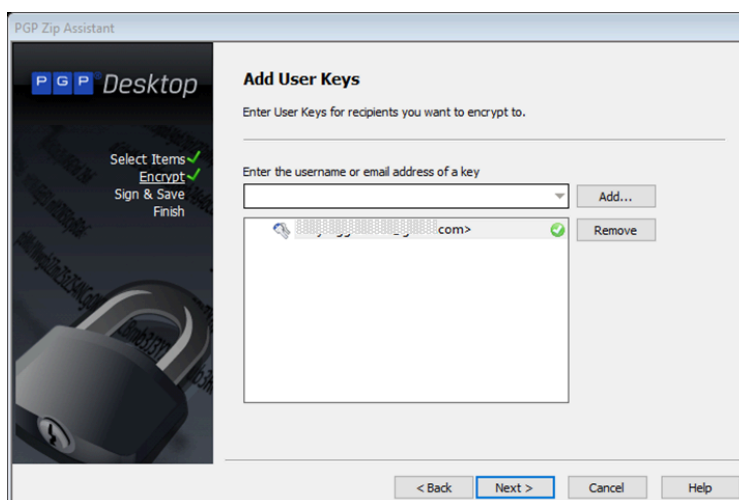 PGP Zip Assistant
PGP Desktop
Select Items
Encrypt
Sign & Save
Finish
Add User Keys
Enter User Keys for recipients you want to encrypt to.
Enter the username or email address of a key
Add...
com>
Remove
< Back
Next >
Cancel
Help